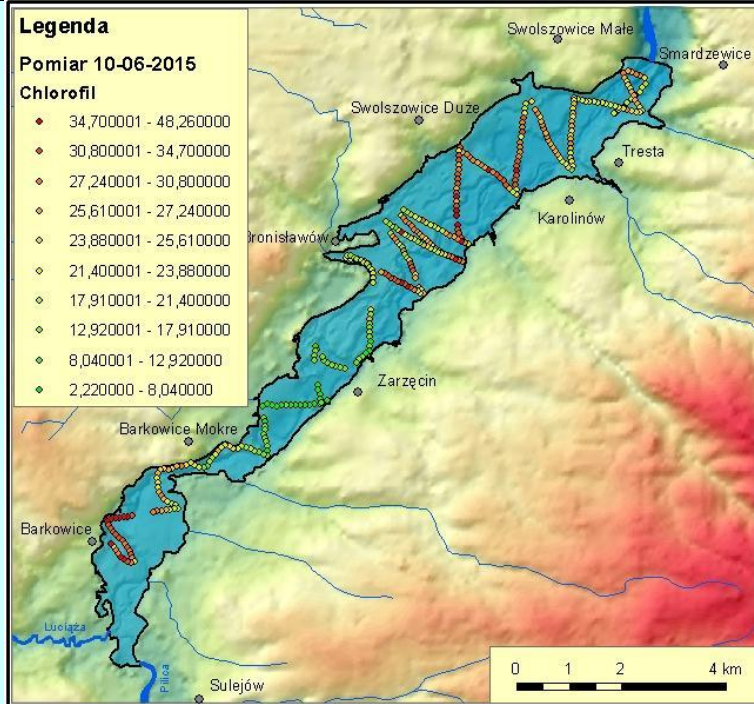 Legenda
Pomiar 10-06-2015
Chlorofil
34,700001 - 48,260000
30,800001 - 34,700000
27,240001 - 30,800000
25,610001 - 27,240000
23,880001 - 25,610000
21,400001 - 23,880000
17,910001 - 21,400000
12,920001 - 17,910000
8,040001 - 12,920000
2,220000 - 8,040000
Swolszowice Małe
Smardzewice
Swolszowice Duże
Tresta
Karolinów
Bronisławów
Zarzęcin
Barkowice Mokre
Barkowice
Luciąża
Pilica
Sulejów
0 1 2 4 km